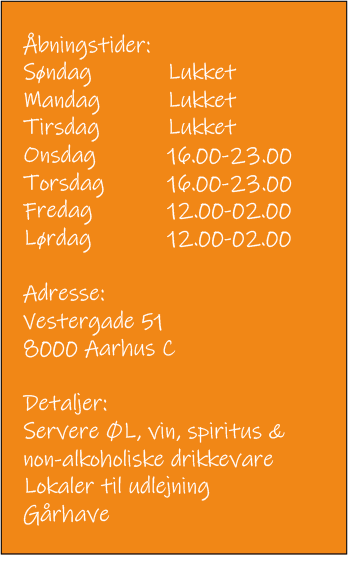 Åbningstider:
Søndag Lukket
Mandag Lukket
Tirsdag Lukket
Onsdag 16.00-23.00
Torsdag 16.00-23.00
Fredag 12.00-02.00
Lørdag 12.00-02.00
Adresse:
Vestergade 51
8000 Aarhus C
Detaljer:
Servere ØL, vin, spiritus &
non-alkoholiske drikkevare
Lokaler til udlejning
Gårhave